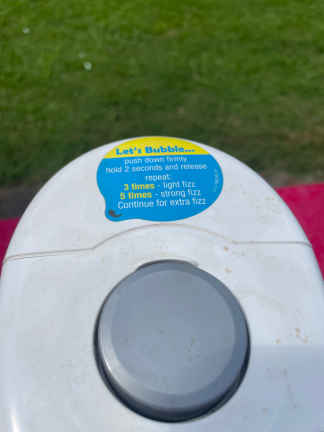 Let's Bubble...
push down firmly
hold 2 seconds and release
repeat:
3 times - light fizz
5 times - strong fizz
Continue for extra fizz